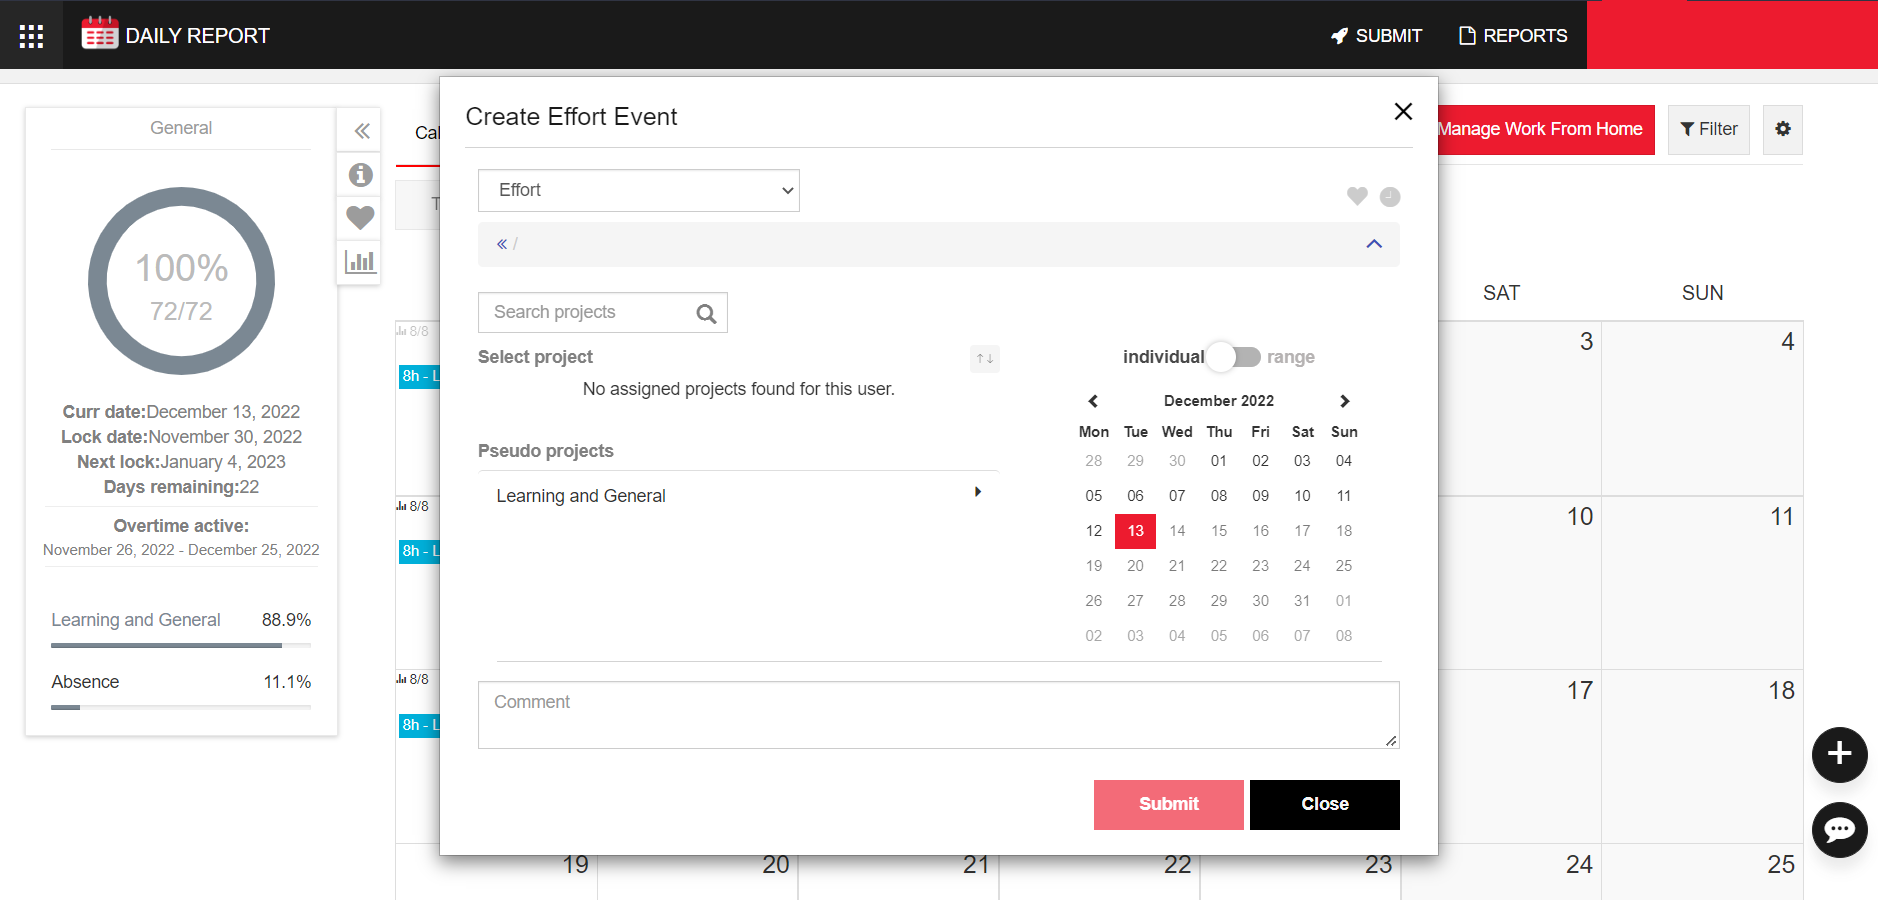 DAILY REPORT
SUBMIT
REPORTS
General
100%
72/72
Curr date:December 13, 2022
Lock date:November 30, 2022
Next lock:January 4, 2023
Days remaining:22
Overtime active:
November 26, 2022 - December 25, 2022
Learning and General 88.9%
Absence 11.1%
Cal
T
Manage Work From Home
Filter
SAT SUN
8/8 3 4
8h - L
8/8 10 11
8h - L
8/8 17 18
8h - L
19 20 21 22 23 24 25
Create Effort Event
Effort
« /
Search projects
Select project
No assigned projects found for this user.
Pseudo projects
Learning and General
individual range
December 2022
Mon Tue Wed Thu Fri Sat Sun
28 29 30 01 02 03 04
05 06 07 08 09 10 11
12 13 14 15 16 17 18
19 20 21 22 23 24 25
26 27 28 29 30 31 01
02 03 04 05 06 07 08
Comment
Submit
Close